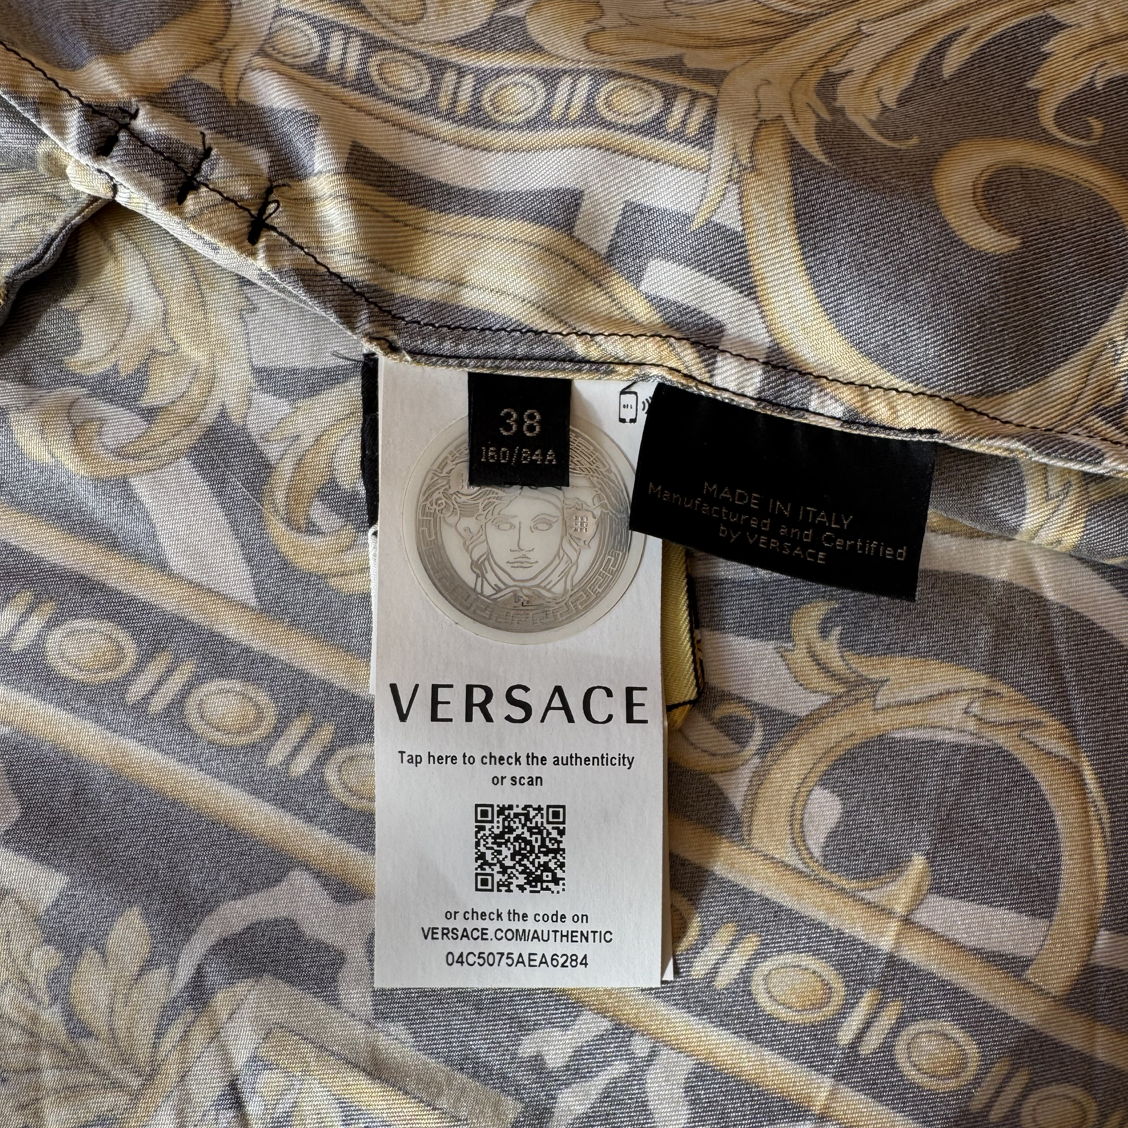 38
160/84A
MADE IN ITALY
Manufactured and Certified
by VERSACE
VERSACE
Tap here to check the authenticity
or scan
or check the code on
VERSACE.COM/AUTHENTIC
04C5075AEA6284